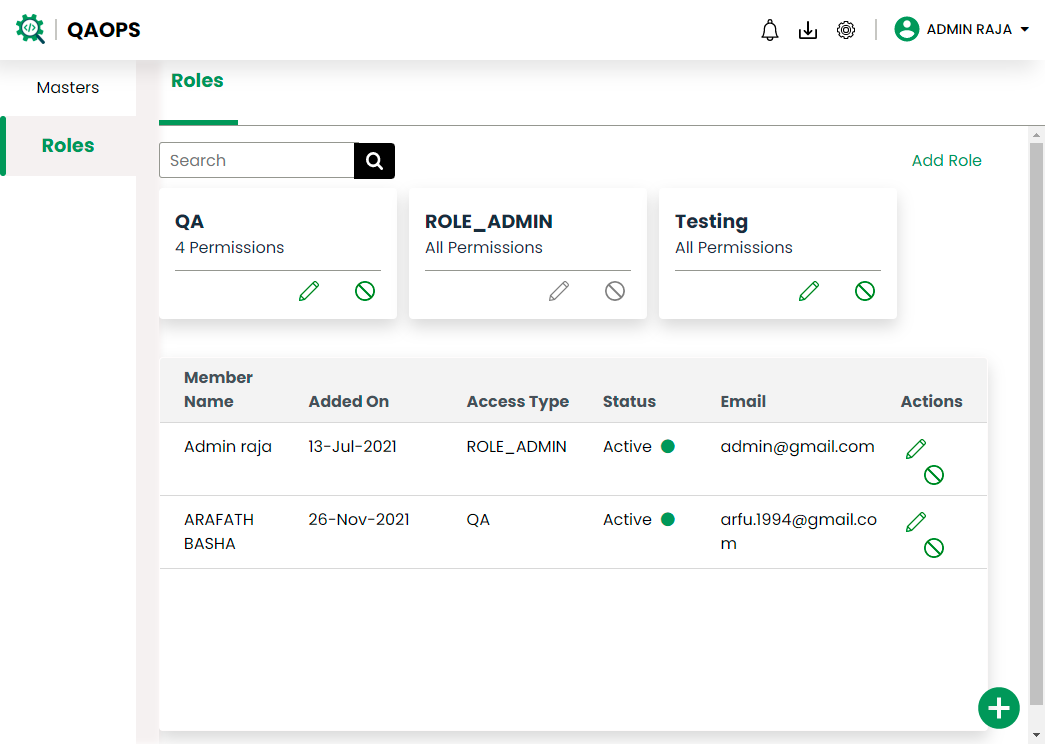 QAOPS
ADMIN RAJA
Masters
Roles
Roles
Search
Add Role
QA
4 Permissions
ROLE_ADMIN
All Permissions
Testing
All Permissions
Member Name Added On Access Type Status Email Actions
Admin raja 13-Jul-2021 ROLE_ADMIN Active admin@gmail.com
ARAFATH 26-Nov-2021 QA Active arfu.1994@gmail.co
BASHA m